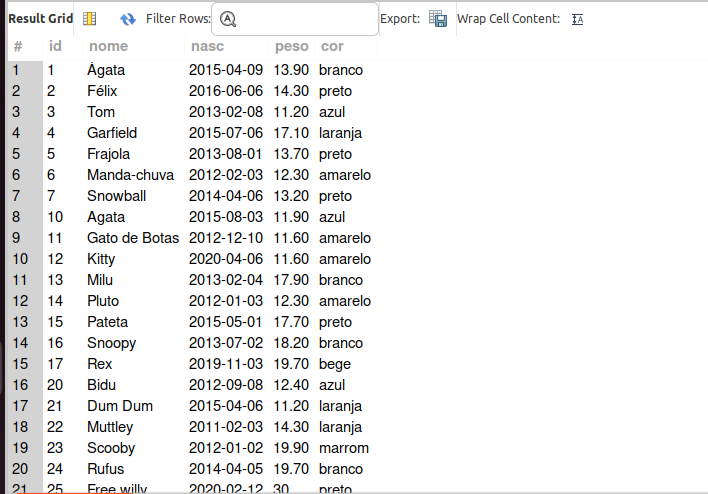 Result Grid Filter Rows: Export: Wrap Cell Content:
# id nome nasc peso cor
1 1 Ágata 2015-04-09 13.90 branco
2 2 Félix 2016-06-06 14.30 preto
3 3 Tom 2013-02-08 11.20 azul
4 4 Garfield 2015-07-06 17.10 laranja
5 5 Frajola 2013-08-01 13.70 preto
6 6 Manda-chuva 2012-02-03 12.30 amarelo
7 7 Snowball 2014-04-06 13.20 preto
8 10 Agata 2015-08-03 11.90 azul
9 11 Gato de Botas 2012-12-10 11.60 amarelo
10 12 Kitty 2020-04-06 11.60 amarelo
11 13 Milu 2013-02-04 17.90 branco
12 14 Pluto 2012-01-03 12.30 amarelo
13 15 Pateta 2015-05-01 17.70 preto
14 16 Snoopy 2013-07-02 18.20 branco
15 17 Rex 2019-11-03 19.70 bege
16 20 Bidu 2012-09-08 12.40 azul
17 21 Dum Dum 2015-04-06 11.20 laranja
18 22 Muttley 2011-02-03 14.30 laranja
19 23 Scooby 2012-01-02 19.90 marrom
20 24 Rufus 2014-04-05 19.70 branco
21 25 Free willy 2020-02-12 30 preto